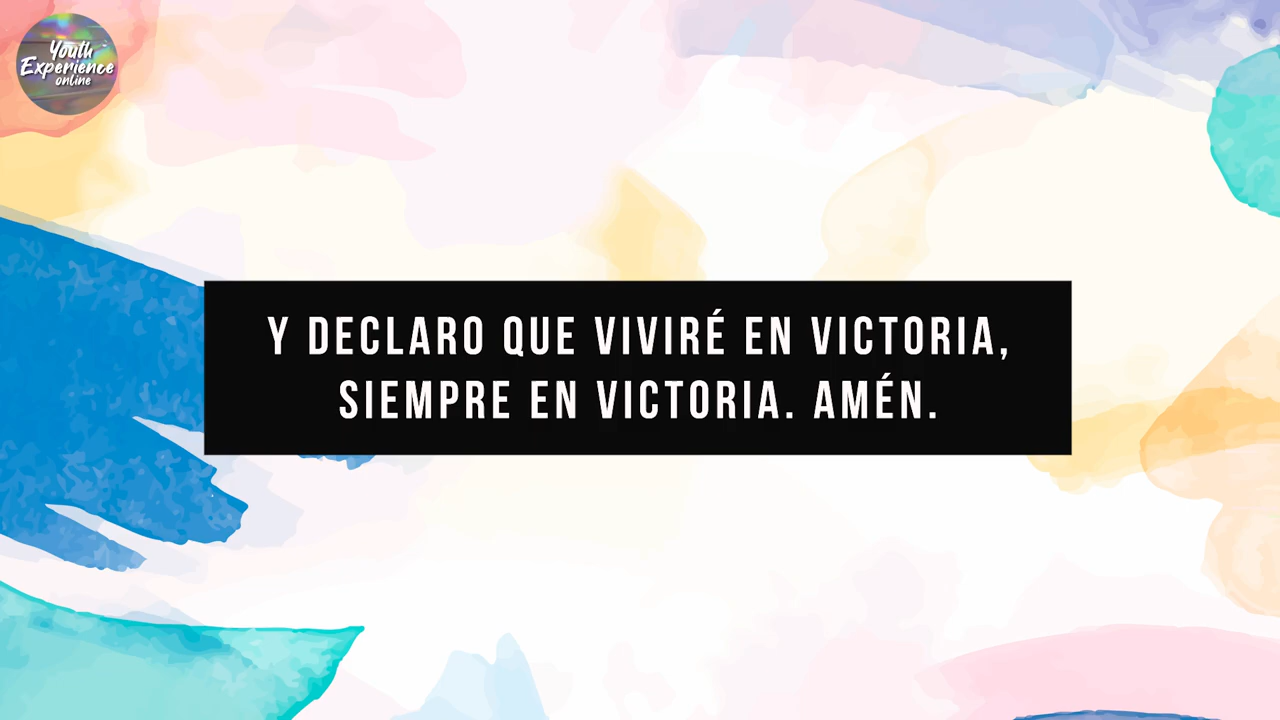 Youth
Experience
online
Y DECLARO QUE VIVIRÉ EN VICTORIA,
SIEMPRE EN VICTORIA. AMÉN.